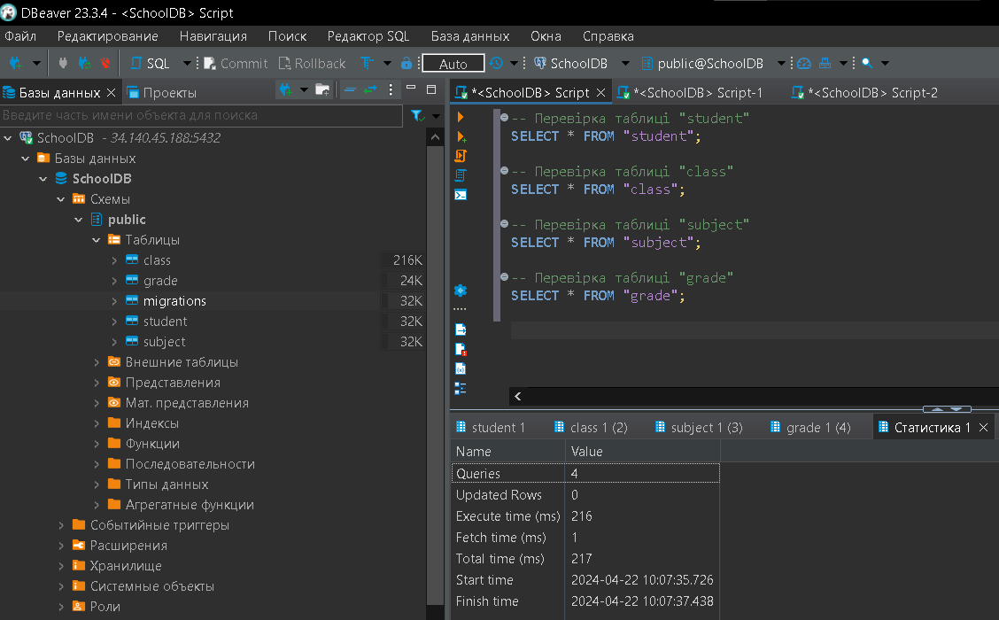 DBeaver 23.3.4 - <SchoolDB> Script
Файл Редактирование Навигация Поиск Редактор SQL База данных Окна Справка
SQL Commit Rollback Auto SchoolDB public@SchoolDB
Базы данных Проекты
Введите часть имени объекта для поиска
SchoolDB - 34.140.45.188:5432
Базы данных
SchoolDB
Схемы
public
Таблицы
class 216K
grade 24K
migrations 32K
student 32K
subject 32K
Внешние таблицы
Представления
Мат. представления
Индексы
Функции
Последовательности
Типы данных
Агрегатные функции
Событийные триггеры
Расширения
Хранилище
Системные объекты
Роли
*<SchoolDB> Script *<SchoolDB> Script-1 *<SchoolDB> Script-2
-- Перевірка таблиці "student"
SELECT * FROM "student";
-- Перевірка таблиці "class"
SELECT * FROM "class";
-- Перевірка таблиці "subject"
SELECT * FROM "subject";
-- Перевірка таблиці "grade"
SELECT * FROM "grade";
student 1 class 1 (2) subject 1 (3) grade 1 (4) Статистика 1
Name Value
Queries 4
Updated Rows 0
Execute time (ms) 216
Fetch time (ms) 1
Total time (ms) 217
Start time 2024-04-22 10:07:35.726
Finish time 2024-04-22 10:07:37.438